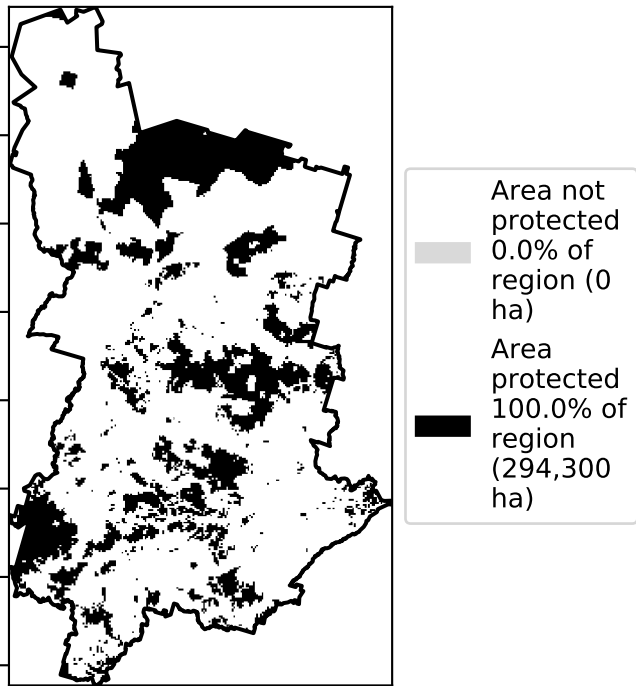 Area not
protected
0.0% of
region (0
ha)
Area
protected
100.0% of
region
(294,300
ha)